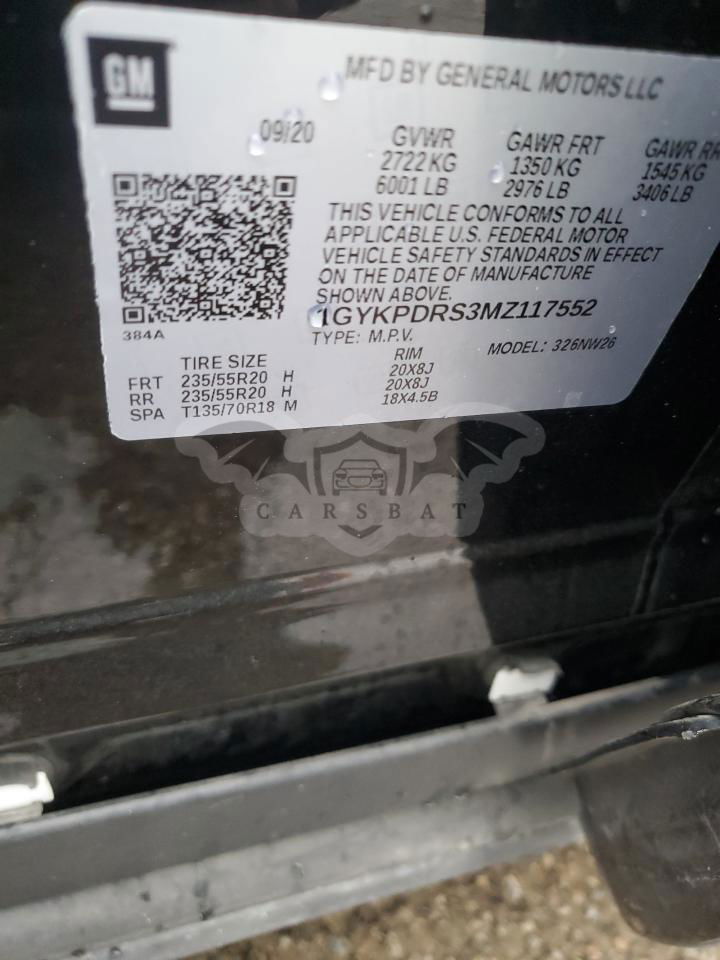 GM
MFD BY GENERAL MOTORS LLC
09/20 GVWR GAWR FRT GAWR RR
2722 KG 1350 KG 1545 KG
6001 LB 2976 LB 3406 LB
THIS VEHICLE CONFORMS TO ALL
APPLICABLE U.S. FEDERAL MOTOR
VEHICLE SAFETY STANDARDS IN EFFECT
ON THE DATE OF MANUFACTURE
SHOWN ABOVE.
1GYKPDRS3MZ117552
384A
TYPE: M.P.V. MODEL: 326NW26
TIRE SIZE RIM
FRT 235/55R20 H 20X8J
RR 235/55R20 H 20X8J
SPA T135/70R18 M 18X4.5B
CARSBAT